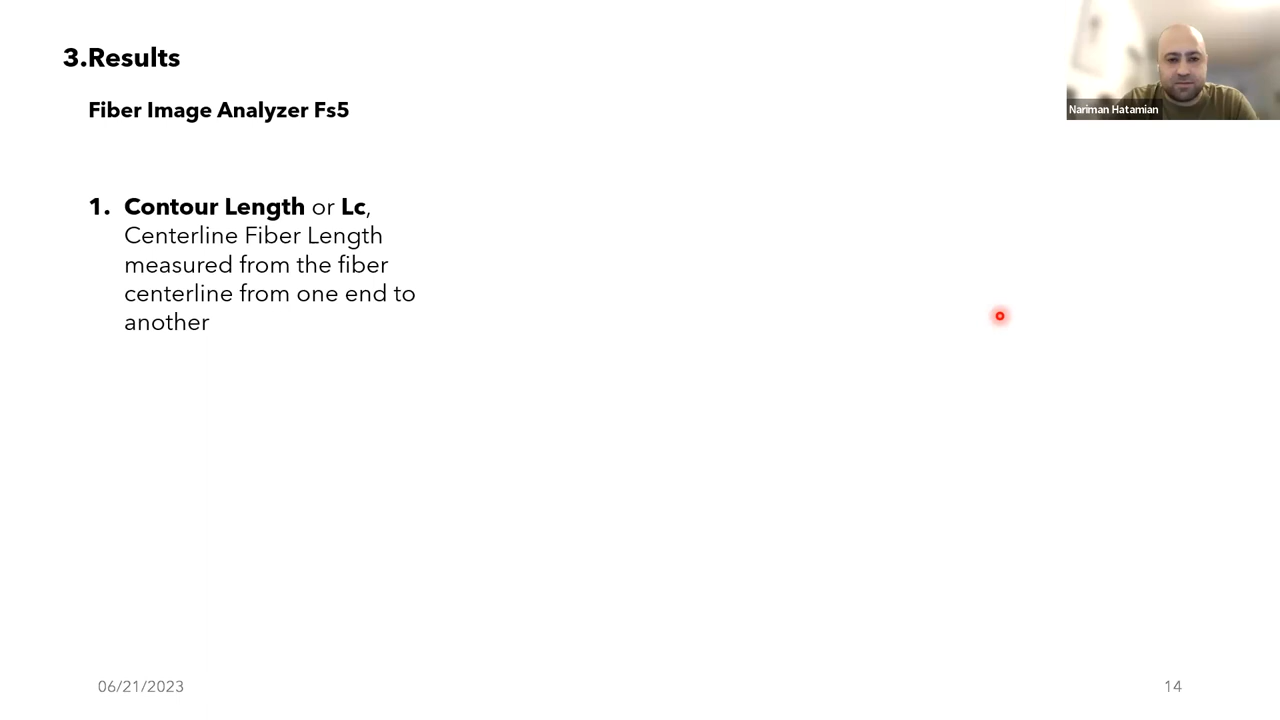 3.Results
Fiber Image Analyzer Fs5
Nariman Hatamian
1. Contour Length or Lc,
Centerline Fiber Length
measured from the fiber
centerline from one end to
another
06/21/2023
14